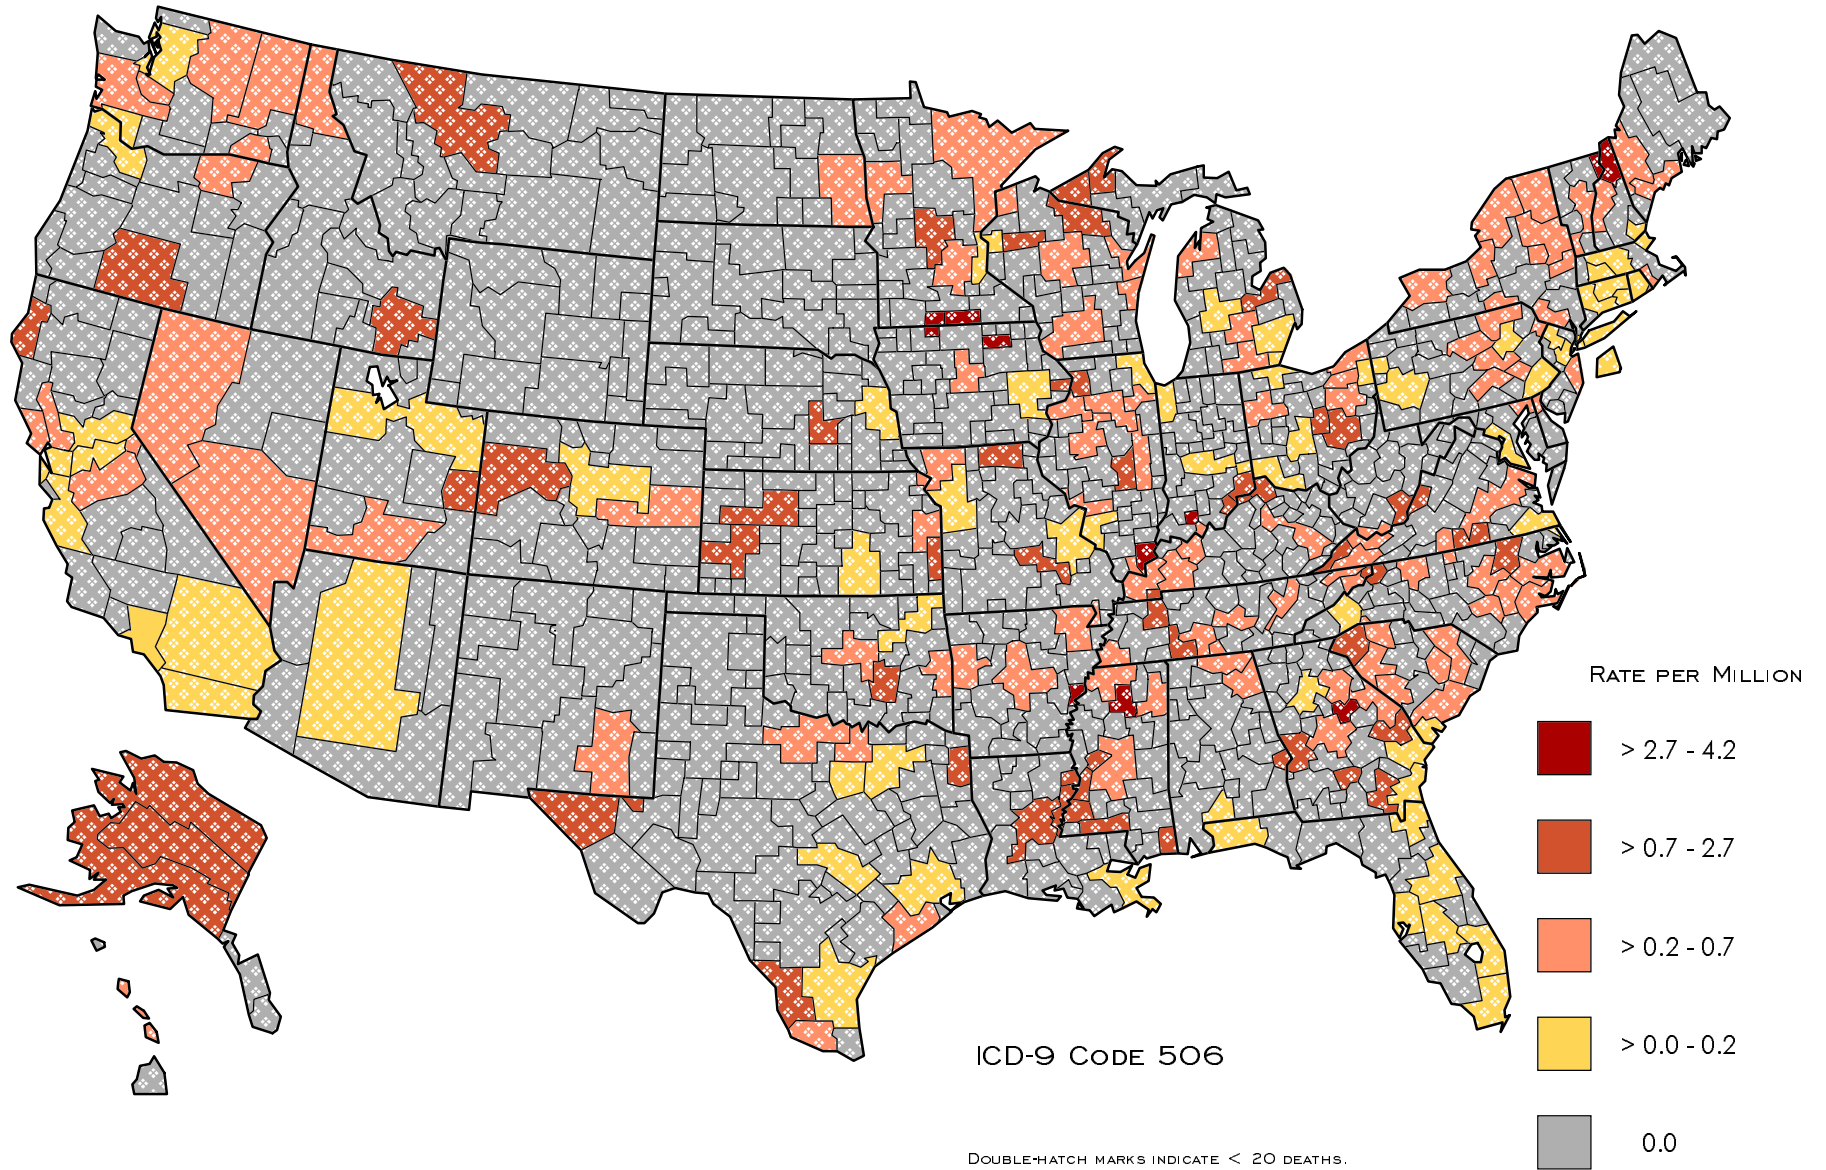 Rate per Million
> 2.7 - 4.2
> 0.7 - 2.7
> 0.2 - 0.7
> 0.0 - 0.2
0.0
ICD-9 Code 506
Double-hatch marks indicate < 20 deaths.